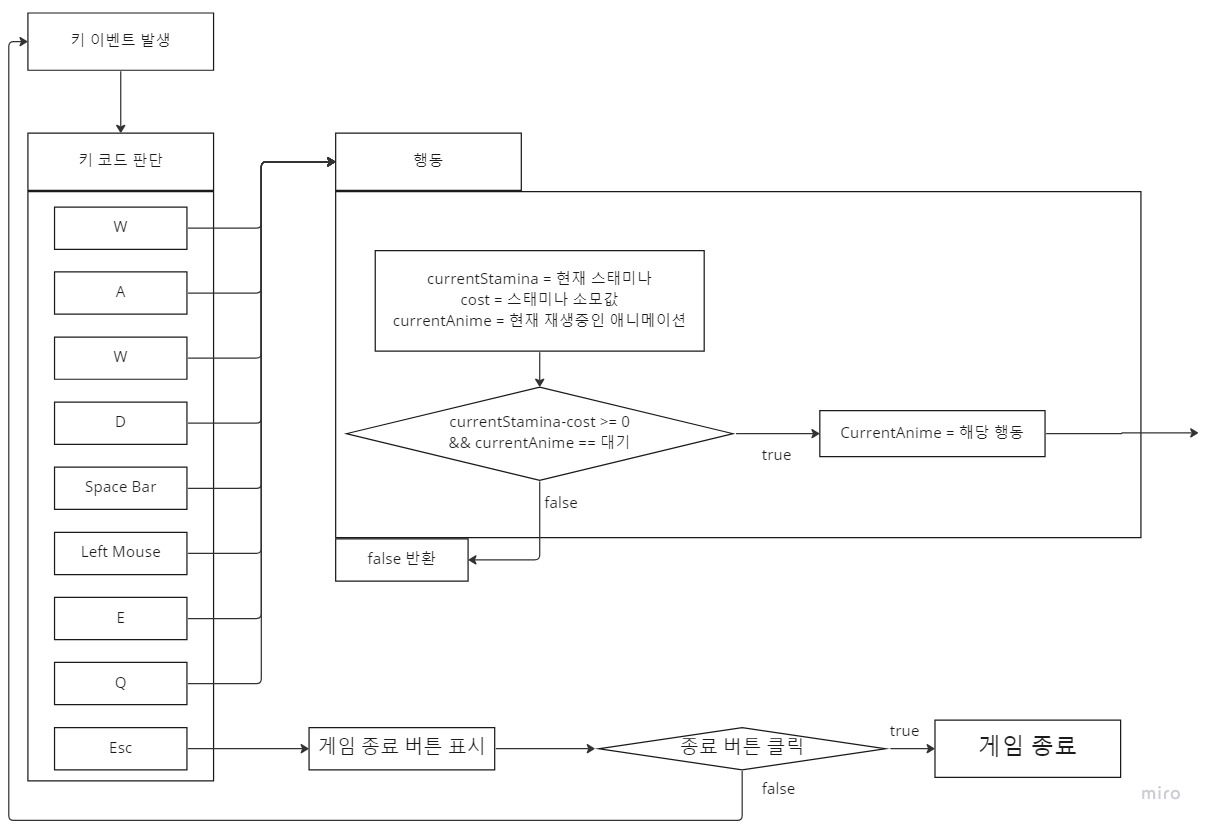 키 이벤트 발생
키 코드 판단
W
A
W
D
Space Bar
Left Mouse
E
Q
Esc
행동
currentStamina = 현재 스태미나
cost = 스태미나 소모값
currentAnime = 현재 재생중인 애니메이션
currentStamina-cost >= 0
&& currentAnime == 대기
true
CurrentAnime = 해당 행동
false
false 반환
게임 종료 버튼 표시
종료 버튼 클릭
true
게임 종료
false
miro